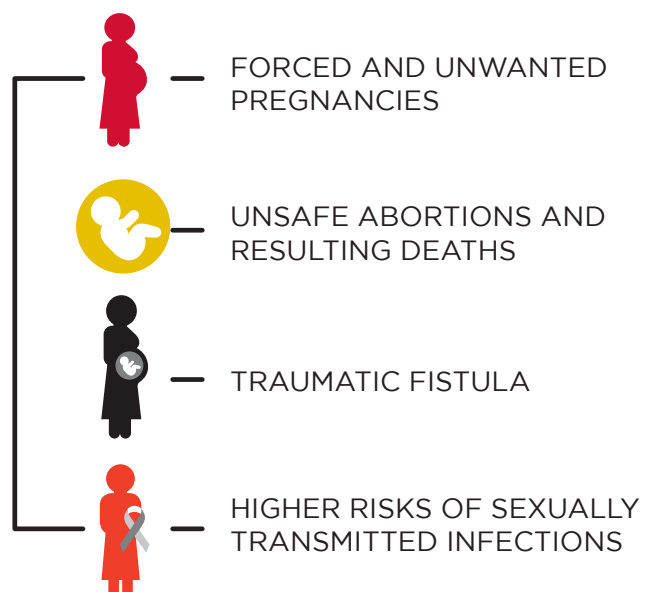 FORCED AND UNWANTED
PREGNANCIES
UNSAFE ABORTIONS AND
RESULTING DEATHS
TRAUMATIC FISTULA
HIGHER RISKS OF SEXUALLY
TRANSMITTED INFECTIONS